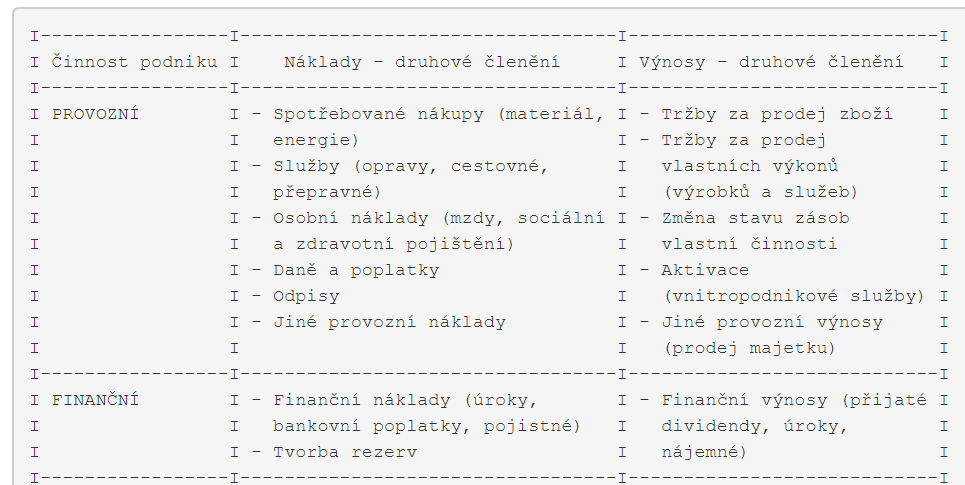 I-----------------I----------------------------------I----------------------------I
I Činnost podniku I    Náklady - druhové členění     I Výnosy - druhové členění   I
I-----------------I----------------------------------I----------------------------I
I PROVOZNÍ        I - Spotřebované nákupy (materiál, I - Tržby za prodej zboží    I
I                 I   energie)                       I - Tržby za prodej          I
I                 I - Služby (opravy, cestovné,      I   vlastních výkonů         I
I                 I   přepravné)                     I   (výrobků a služeb)       I
I                 I - Osobní náklady (mzdy, sociální I - Změna stavu zásob        I
I                 I   a zdravotní pojištění)         I   vlastní činnosti         I
I                 I - Daně a poplatky                I - Aktivace                 I
I                 I - Odpisy                         I   (vnitropodnikové služby) I
I                 I - Jiné provozní náklady          I - Jiné provozní výnosy     I
I                 I                                  I   (prodej majetku)         I
I-----------------I----------------------------------I----------------------------I
I FINANČNÍ        I - Finanční náklady (úroky,       I - Finanční výnosy (přijaté I
I                 I   bankovní poplatky, pojistné)   I   dividendy, úroky,        I
I                 I - Tvorba rezerv                  I   nájemné)                 I
I-----------------I----------------------------------I----------------------------I